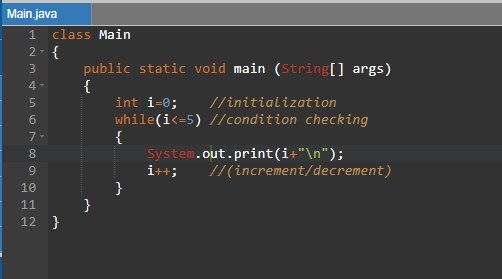 Main.java
1 class Main
2 {
3 public static void main (String[] args)
4 {
5 int i=0; //initialization
6 while(i<=5) //condition checking
7 {
8 System.out.print(i+"\n");
9 i++; //(increment/decrement)
10 }
11 }
12 }